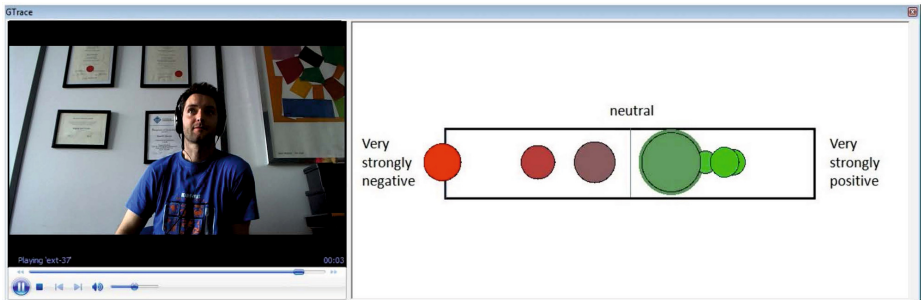 GTrace
neutral
Very
strongly
negative
Very
strongly
positive
Playing 'ext-37'
00:03